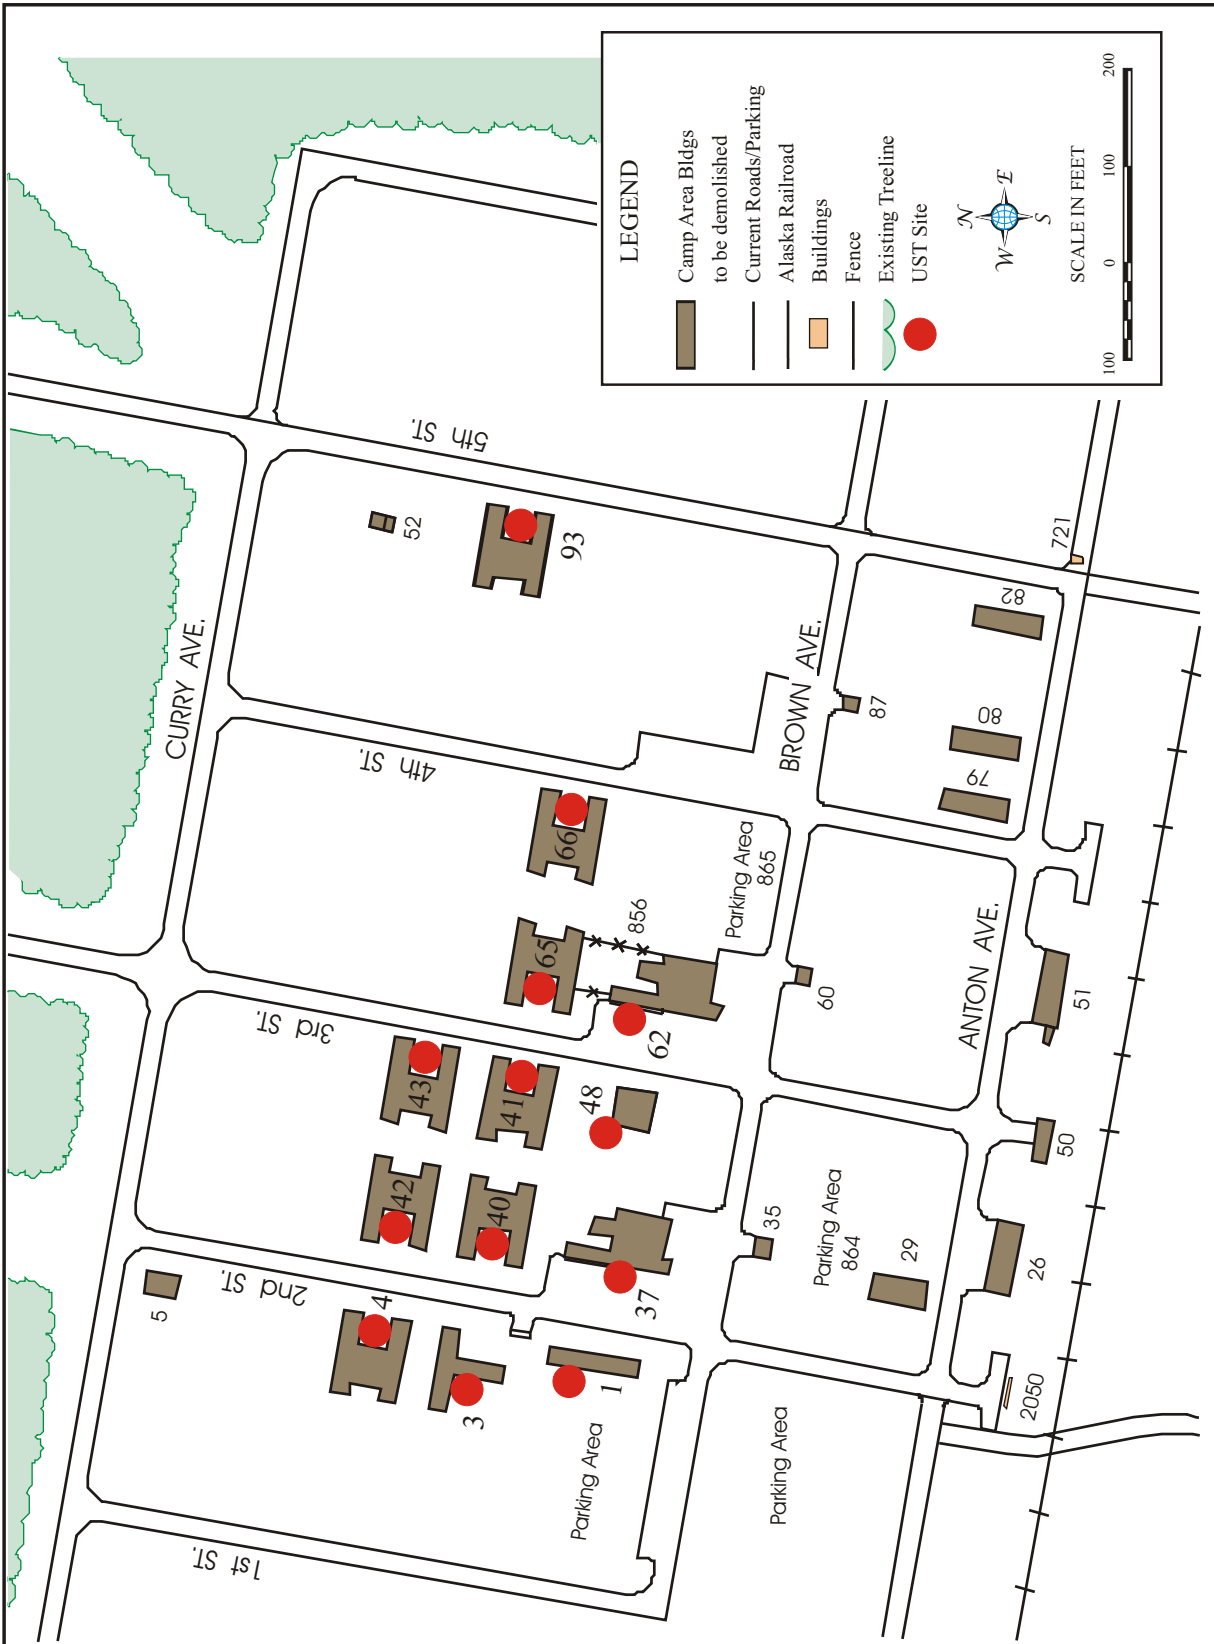 CURRY AVE.
5th ST.
4th ST.
3rd ST.
2nd ST.
1st ST.
BROWN AVE.
ANTON AVE.
52
93
66
65
856
62
43
41
48
42
40
37
5
4
3
1
Parking Area
865
Parking Area
864
Parking Area
Parking Area
87
82
80
79
721
60
51
50
35
29
26
2050
LEGEND
Camp Area Bldgs
to be demolished
Current Roads/Parking
Alaska Railroad
Buildings
Fence
Existing Treeline
UST Site
N
W
E
S
SCALE IN FEET
100
0
100
200